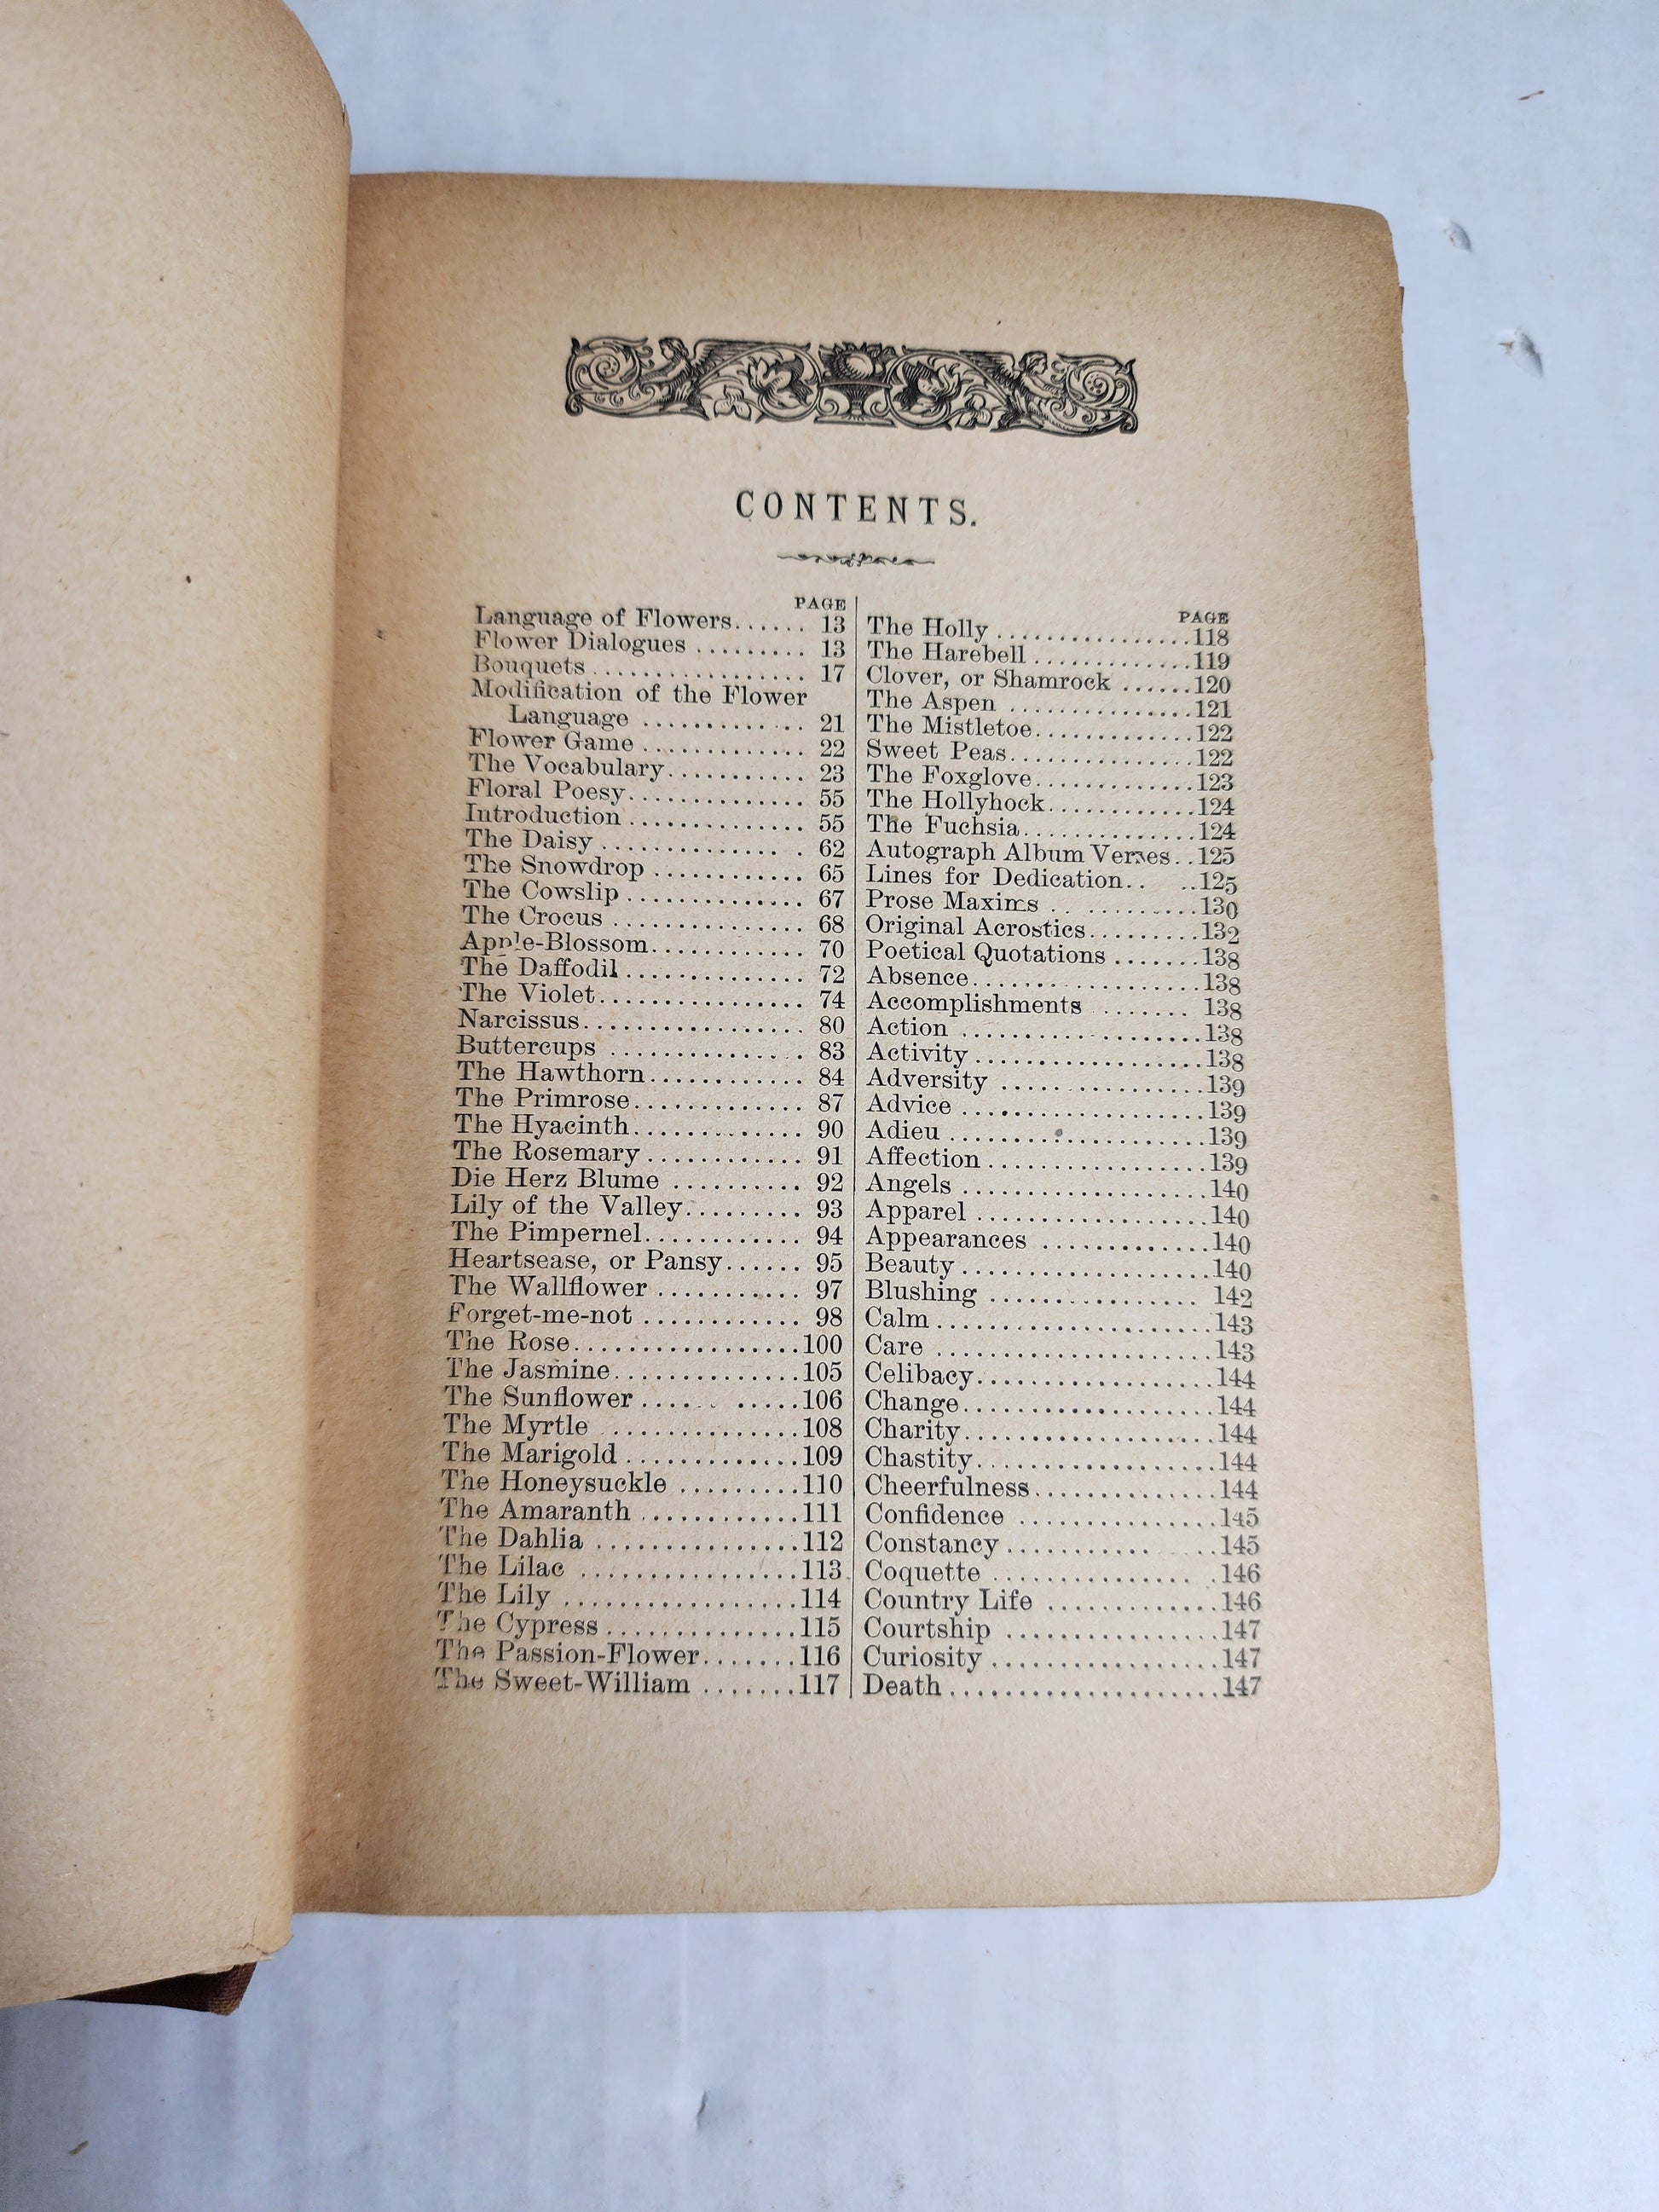 CONTENTS.
PAGE
Language of Flowers...... 13
Flower Dialogues ......... 13
Bouquets ................. 17
Modification of the Flower
Language ............. 21
Flower Game ............. 22
The Vocabulary........... 23
Floral Poesy.............. 55
Introduction .............. 55
The Daisy ................ 62
The Snowdrop ............ 65
The Cowslip .............. 67
The Crocus ............... 68
Apple-Blossom............ 70
The Daffodil .............. 72
The Violet................ 74
Narcissus.................. 80
Buttercups ............... 83
The Hawthorn............ 84
The Primrose............. 87
The Hyacinth............. 90
The Rosemary ............ 91
Die Herz Blume .......... 92
Lily of the Valley......... 93
The Pimpernel............ 94
Heartsease, or Pansy...... 95
The Wallflower ........... 97
Forget-me-not ............ 98
The Rose.................100
The Jasmine..............105
The Sunflower .... .....106
The Myrtle ..............108
The Marigold .............109
The Honeysuckle .........110
The Amaranth ............111
The Dahlia ...............112
The Lilac ................113
The Lily .................114
The Cypress..............115
The Passion-Flower.......116
The Sweet-William .......117
PAGE
The Holly ................118
The Harebell .............119
Clover, or Shamrock ......120
The Aspen ...............121
The Mistletoe.............122
Sweet Peas...............122
The Foxglove.............123
The Hollyhock............124
The Fuchsia..............124
Autograph Album Verses..125
Lines for Dedication.. ..125
Prose Maxims .. .........130
Original Acrostics.........132
Poetical Quotations .......138
Absence..................138
Accomplishments ........ 138
Action ...................138
Activity ..................138
Adversity ................139
Advice ...................139
Adieu ....................139
Affection .................139
Angels ...................140
Apparel ..................140
Appearances .............140
Beauty ...................140
Blushing ................ 142
Calm .....................143
Care .....................143
Celibacy..................144
Change...................144
Charity...................144
Chastity..................144
Cheerfulness..............144
Confidence ...............145
Constancy ........... ..145
Coquette ............... .146
Country Life .............146
Courtship ................147
Curiosity .................147
Death....................147